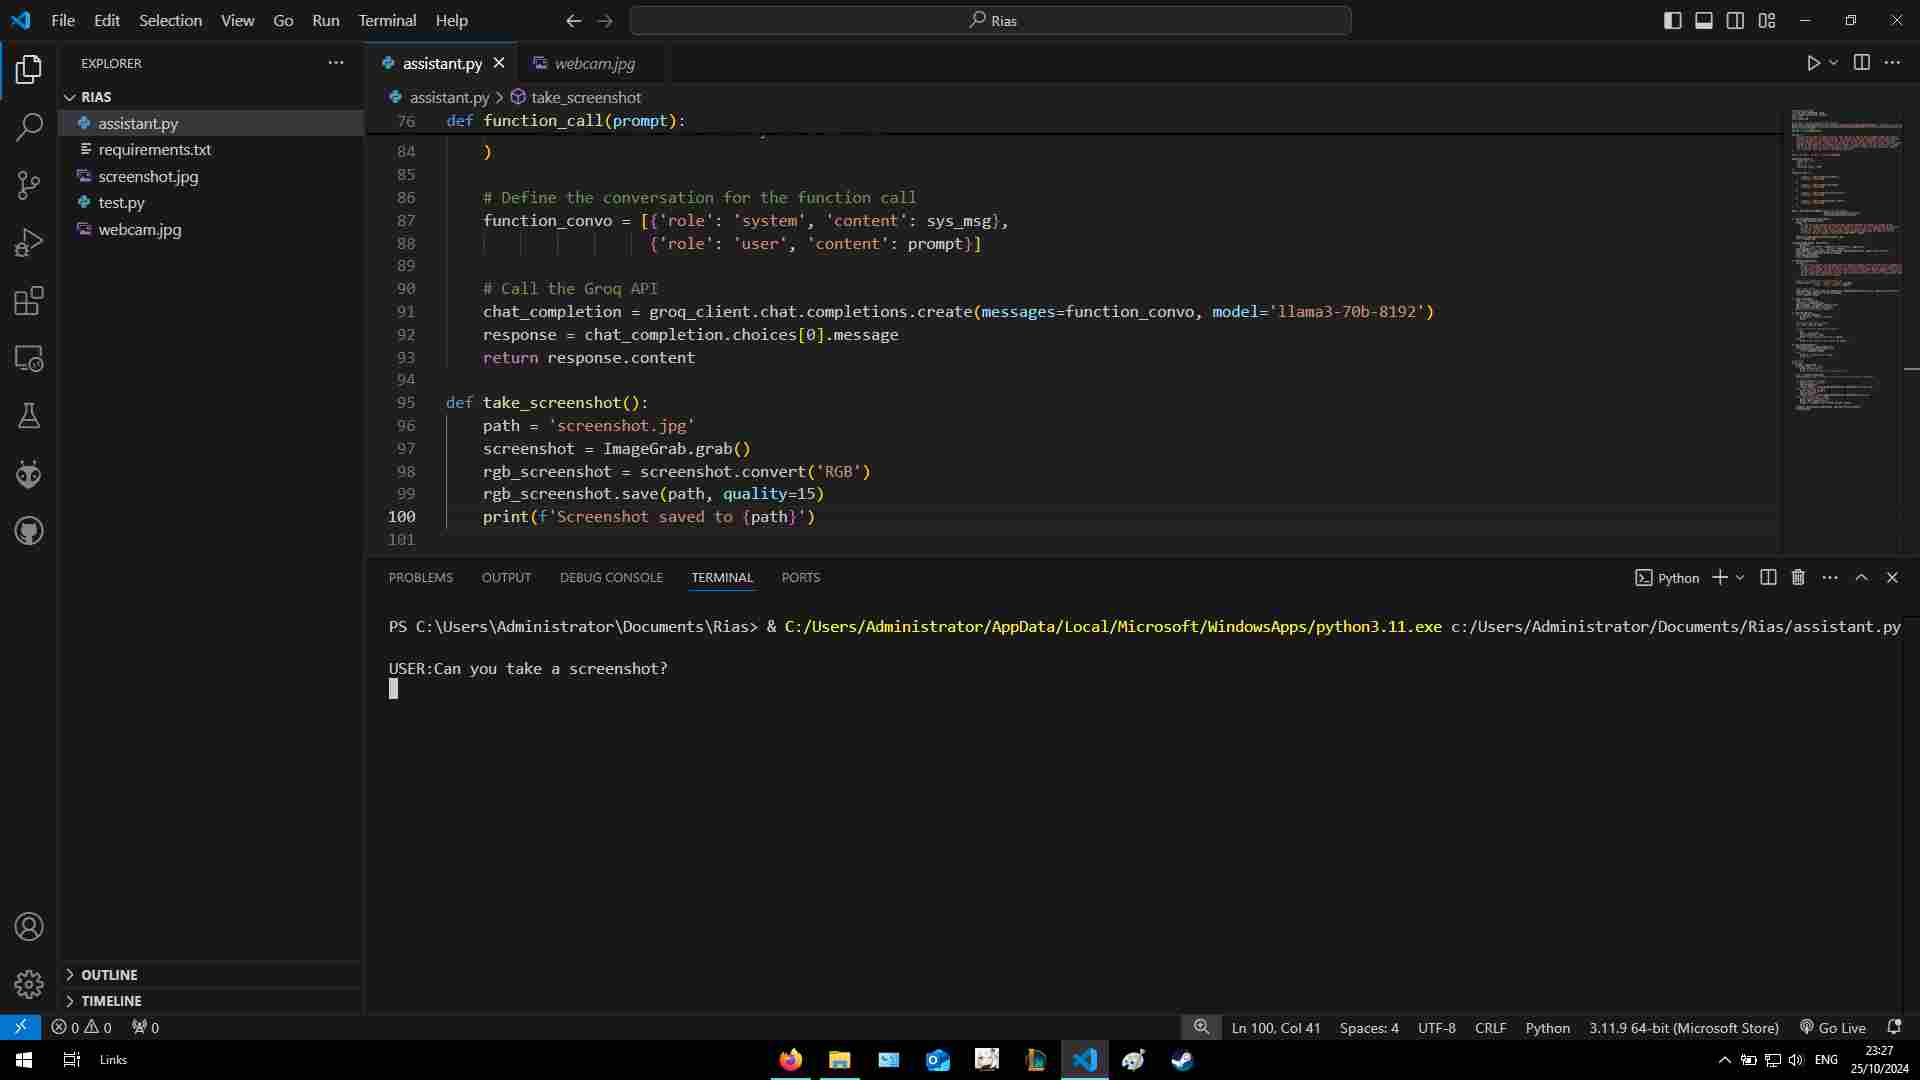 File Edit Selection View Go Run Terminal Help
Rias
EXPLORER
RIAS
assistant.py
requirements.txt
screenshot.jpg
test.py
webcam.jpg
OUTLINE
TIMELINE
assistant.py webcam.jpg
assistant.py > take_screenshot
76 def function_call(prompt):
84 )
85
86 # Define the conversation for the function call
87 function_convo = [{'role': 'system', 'content': sys_msg},
88 {'role': 'user', 'content': prompt}]
89
90 # Call the Groq API
91 chat_completion = groq_client.chat.completions.create(messages=function_convo, model='llama3-70b-8192')
92 response = chat_completion.choices[0].message
93 return response.content
94
95 def take_screenshot():
96 path = 'screenshot.jpg'
97 screenshot = ImageGrab.grab()
98 rgb_screenshot = screenshot.convert('RGB')
99 rgb_screenshot.save(path, quality=15)
100 print(f'Screenshot saved to {path}')
101
PROBLEMS OUTPUT DEBUG CONSOLE TERMINAL PORTS
Python
PS C:\Users\Administrator\Documents\Rias> & C:/Users/Administrator/AppData/Local/Microsoft/WindowsApps/python3.11.exe c:/Users/Administrator/Documents/Rias/assistant.py
USER:Can you take a screenshot?
0 0 0
Ln 100, Col 41 Spaces: 4 UTF-8 CRLF Python 3.11.9 64-bit (Microsoft Store) Go Live
Links
ENG
23:27
25/10/2024